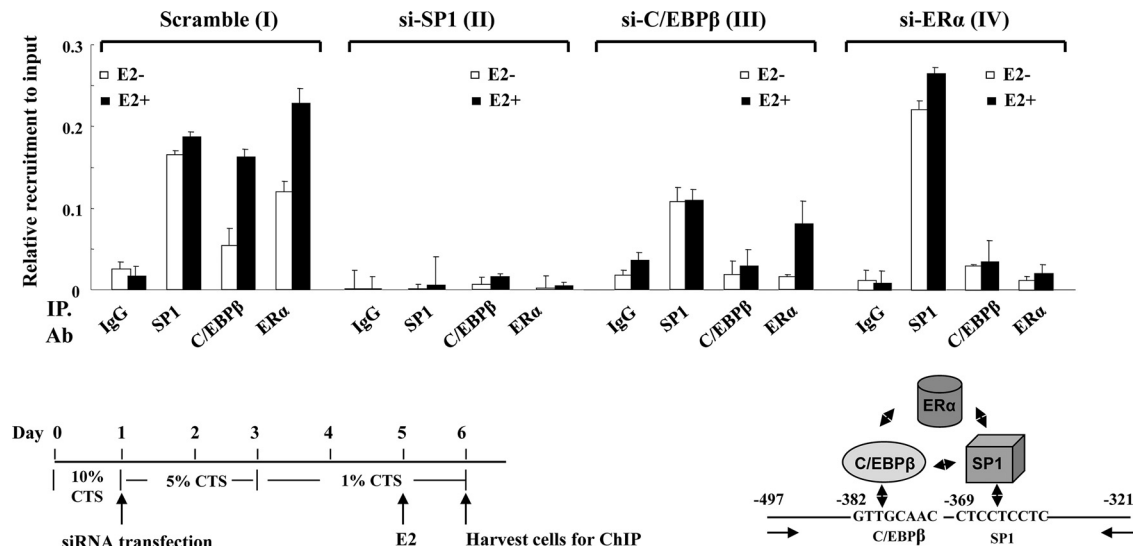 Scramble (I) si-SP1 (II) si-C/EBPβ (III) si-ERα (IV)
Relative recruitment to input
0.3
0.2
0.1
0
E2- E2- E2- E2-
E2+ E2+ E2+ E2+
IP.
Ab
IgG SP1 C/EBPβ ERα IgG SP1 C/EBPβ ERα IgG SP1 C/EBPβ ERα IgG SP1 C/EBPβ ERα
Day 0 1 2 3 4 5 6
10%
CTS
5% CTS 1% CTS
siRNA transfection E2 Harvest cells for ChIP
ERα
C/EBPβ SP1
-497 -382 -369 -321
GTTGCAAC CTCCTCCTC
C/EBPβ SP1